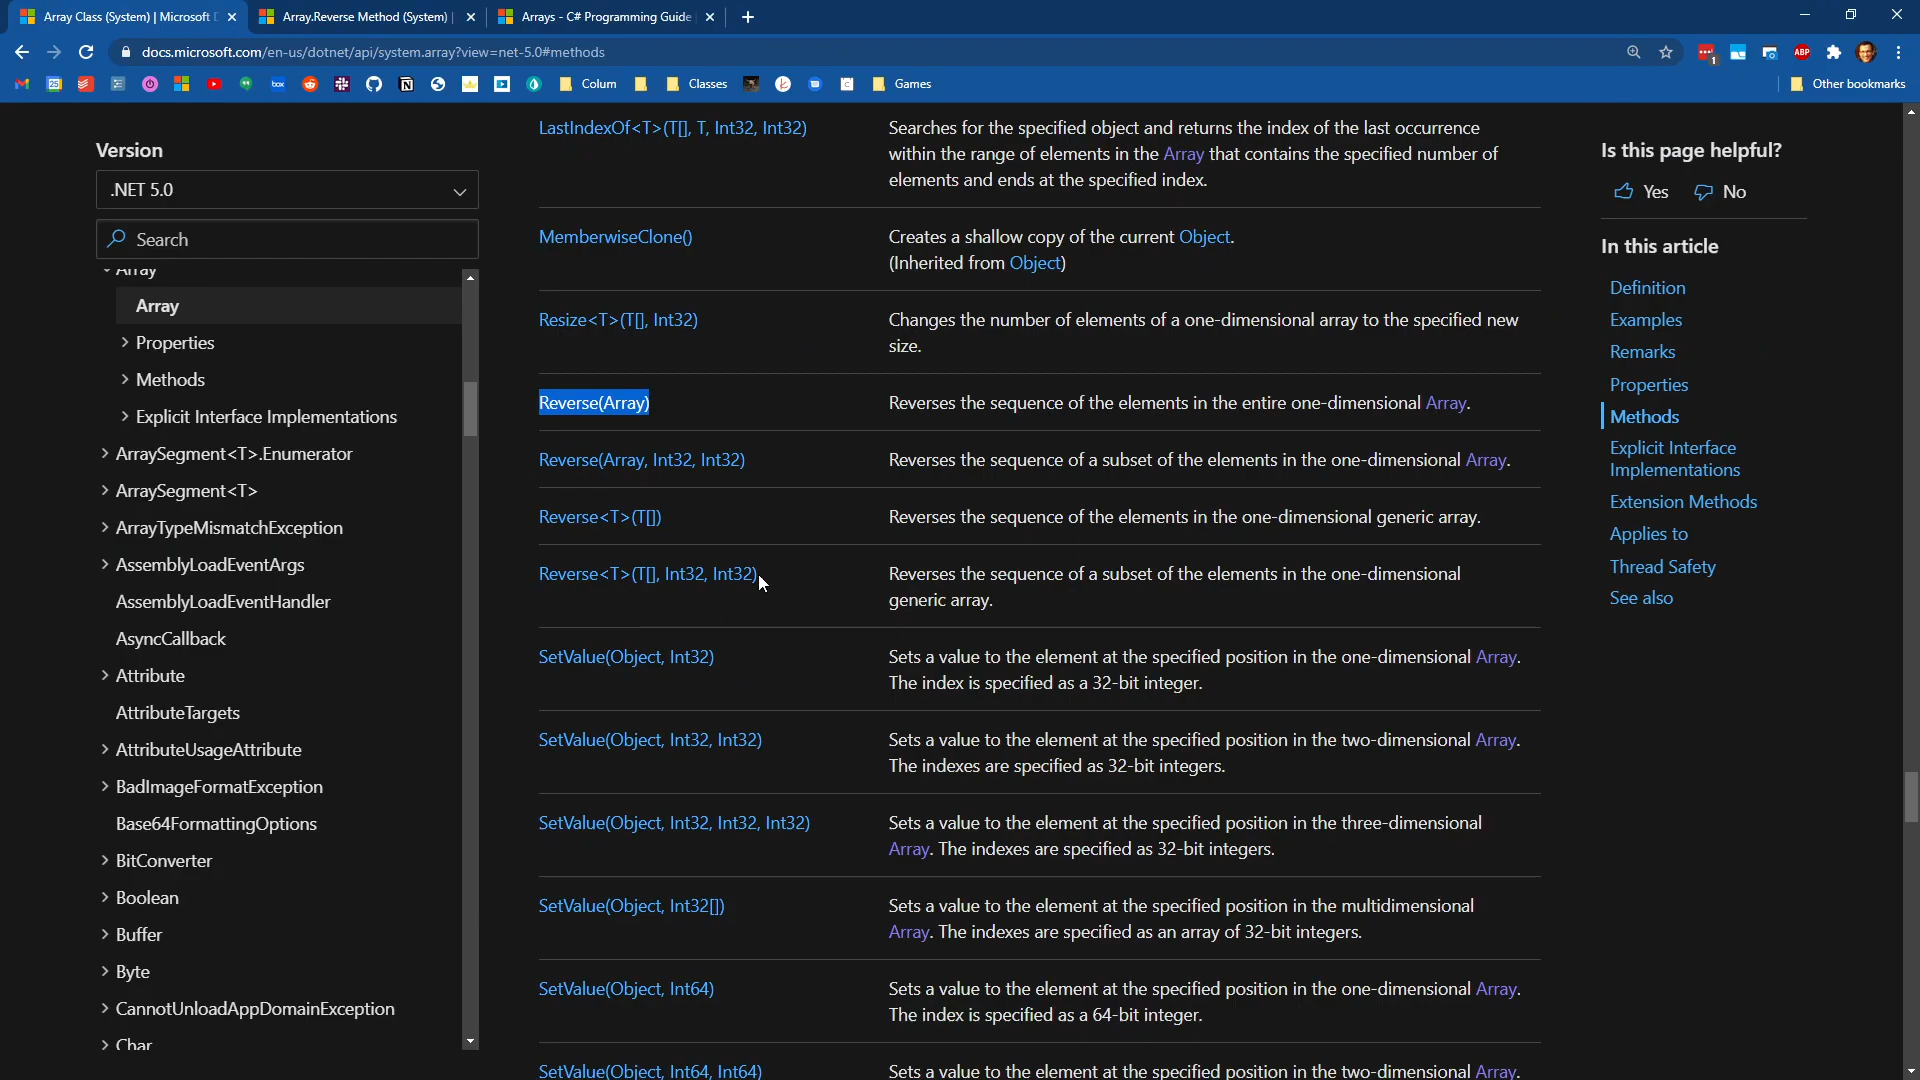 Array Class (System) | Microsoft
Array.Reverse Method (System) |
Arrays - C# Programming Guide
docs.microsoft.com/en-us/dotnet/api/system.array?view=net-5.0#methods
ABP
1
25
box
Colum
Classes
Games
Other bookmarks
Version
.NET 5.0
Search
Array
Array
Properties
Methods
Explicit Interface Implementations
ArraySegment<T>.Enumerator
ArraySegment<T>
ArrayTypeMismatchException
AssemblyLoadEventArgs
AssemblyLoadEventHandler
AsyncCallback
Attribute
AttributeTargets
AttributeUsageAttribute
BadImageFormatException
Base64FormattingOptions
BitConverter
Boolean
Buffer
Byte
CannotUnloadAppDomainException
Char
LastIndexOf<T>(T[], T, Int32, Int32)
Searches for the specified object and returns the index of the last occurrence
within the range of elements in the Array that contains the specified number of
elements and ends at the specified index.
MemberwiseClone()
Creates a shallow copy of the current Object.
(Inherited from Object)
Resize<T>(T[], Int32)
Changes the number of elements of a one-dimensional array to the specified new
size.
Reverse(Array)
Reverses the sequence of the elements in the entire one-dimensional Array.
Reverse(Array, Int32, Int32)
Reverses the sequence of a subset of the elements in the one-dimensional Array.
Reverse<T>(T[])
Reverses the sequence of the elements in the one-dimensional generic array.
Reverse<T>(T[], Int32, Int32)
Reverses the sequence of a subset of the elements in the one-dimensional
generic array.
SetValue(Object, Int32)
Sets a value to the element at the specified position in the one-dimensional Array.
The index is specified as a 32-bit integer.
SetValue(Object, Int32, Int32)
Sets a value to the element at the specified position in the two-dimensional Array.
The indexes are specified as 32-bit integers.
SetValue(Object, Int32, Int32, Int32)
Sets a value to the element at the specified position in the three-dimensional
Array. The indexes are specified as 32-bit integers.
SetValue(Object, Int32[])
Sets a value to the element at the specified position in the multidimensional
Array. The indexes are specified as an array of 32-bit integers.
SetValue(Object, Int64)
Sets a value to the element at the specified position in the one-dimensional Array.
The index is specified as a 64-bit integer.
SetValue(Object, Int64, Int64)
Sets a value to the element at the specified position in the two-dimensional Array.
Is this page helpful?
Yes
No
In this article
Definition
Examples
Remarks
Properties
Methods
Explicit Interface
Implementations
Extension Methods
Applies to
Thread Safety
See also